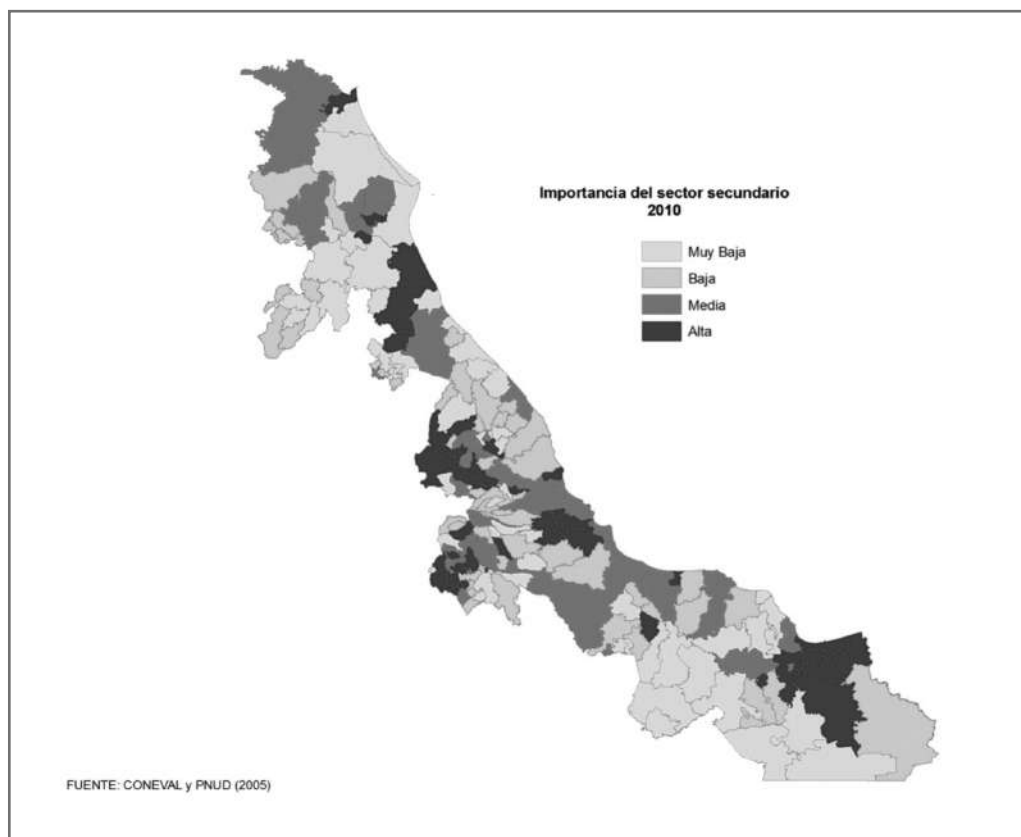 Importancia del sector secundario
2010
Muy Baja
Baja
Media
Alta
FUENTE: CONEVAL y PNUD (2005)